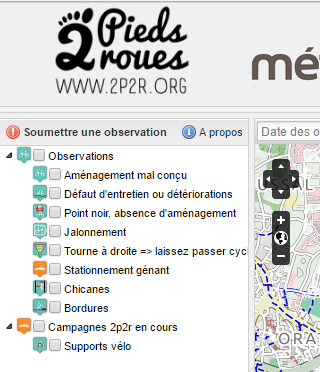 2 Pieds
roues
WWW.2P2R.ORG
mé
Soumettre une observation
A propos
Date des o
Observations
Aménagement mal conçu
Défaut d'entretien ou détériorations
Point noir, absence d'aménagement
Jalonnement
Tourne à droite => laissez passer cycl
Stationnement gênant
Chicanes
Bordures
Campagnes 2p2r en cours
Supports vélo
USSAL
ORA